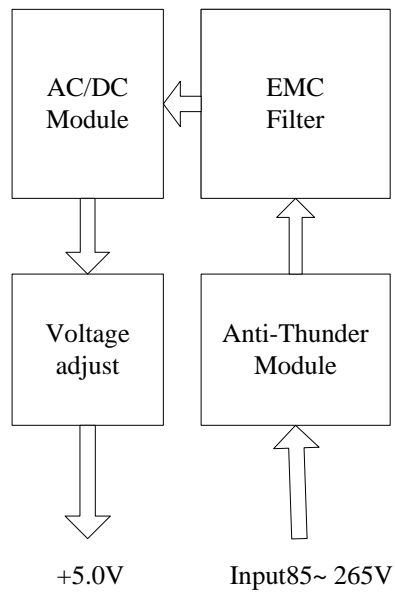 AC/DC
Module
EMC
Filter
Voltage
adjust
Anti-Thunder
Module
+5.0V
Input85~ 265V